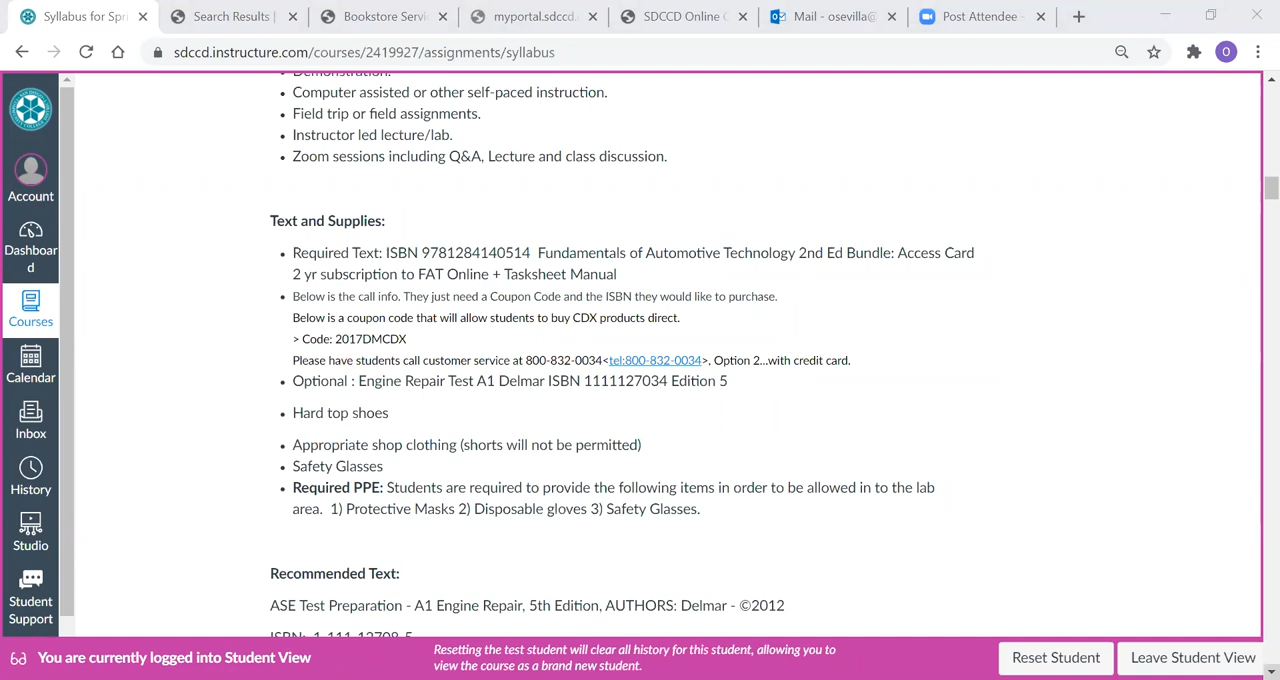 Syllabus for Spri
Search Results |
Bookstore Servi
myportal.sdccd.
SDCCD Online
Mail - osevilla@
Post Attendee -
sdccd.instructure.com/courses/2419927/assignments/syllabus
O
Account
Dashboar
d
Courses
Calendar
Inbox
History
Studio
Student
Support
• Demonstration.
• Computer assisted or other self-paced instruction.
• Field trip or field assignments.
• Instructor led lecture/lab.
• Zoom sessions including Q&A, Lecture and class discussion.
Text and Supplies:
• Required Text: ISBN 9781284140514 Fundamentals of Automotive Technology 2nd Ed Bundle: Access Card
2 yr subscription to FAT Online + Tasksheet Manual
• Below is the call info. They just need a Coupon Code and the ISBN they would like to purchase.
Below is a coupon code that will allow students to buy CDX products direct.
> Code: 2017DMCDX
Please have students call customer service at 800-832-0034<tel:800-832-0034>, Option 2...with credit card.
• Optional : Engine Repair Test A1 Delmar ISBN 1111127034 Edition 5
• Hard top shoes
• Appropriate shop clothing (shorts will not be permitted)
• Safety Glasses
• Required PPE: Students are required to provide the following items in order to be allowed in to the lab
area. 1) Protective Masks 2) Disposable gloves 3) Safety Glasses.
Recommended Text:
ASE Test Preparation - A1 Engine Repair, 5th Edition, AUTHORS: Delmar - ©2012
ISBN: 1-111-12708-5
You are currently logged into Student View
Resetting the test student will clear all history for this student, allowing you to
view the course as a brand new student.
Reset Student
Leave Student View